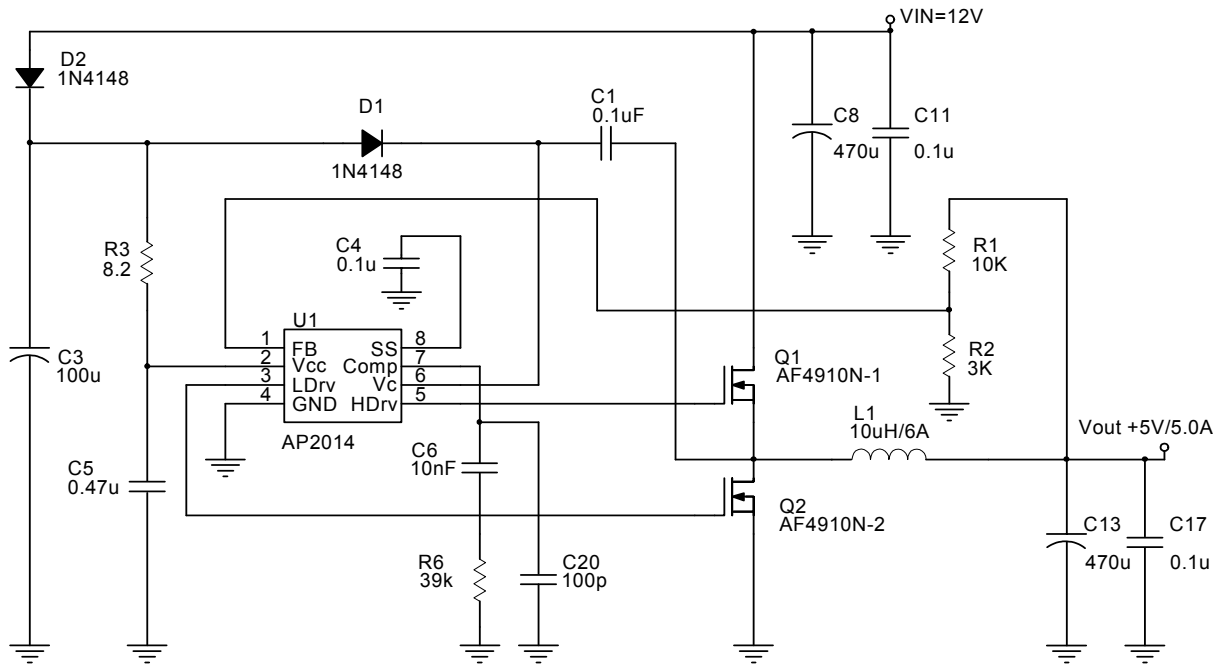 VIN=12V
D2
1N4148
D1
1N4148
C1
0.1uF
C8
470u
C11
0.1u
R3
8.2
C4
0.1u
R1
10K
U1
1
2
3
4
FB
Vcc
LDrv
GND
SS
Comp
Vc
HDrv
8
7
6
5
AP2014
C3
100u
R2
3K
Q1
AF4910N-1
L1
10uH/6A
Vout +5V/5.0A
C5
0.47u
C6
10nF
Q2
AF4910N-2
R6
39k
C20
100p
C13
470u
C17
0.1u